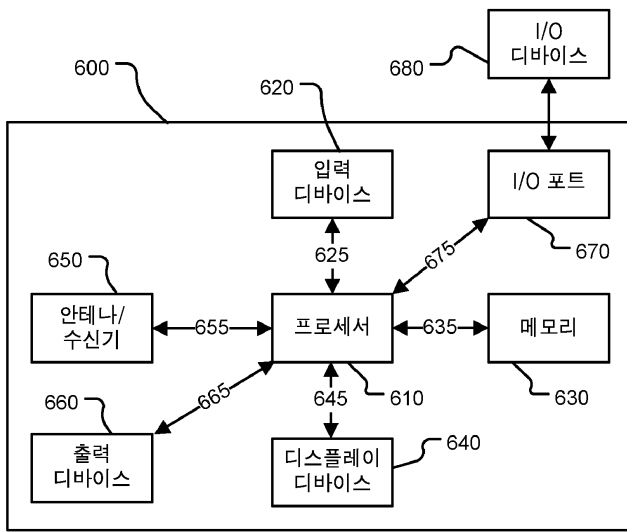 I/O
디바이스
680
600
620
입력
디바이스
I/O 포트
670
625
675
650
안테나/
수신기
655
프로세서
635
메모리
610
630
645
665
660
출력
디바이스
디스플레이
디바이스
640